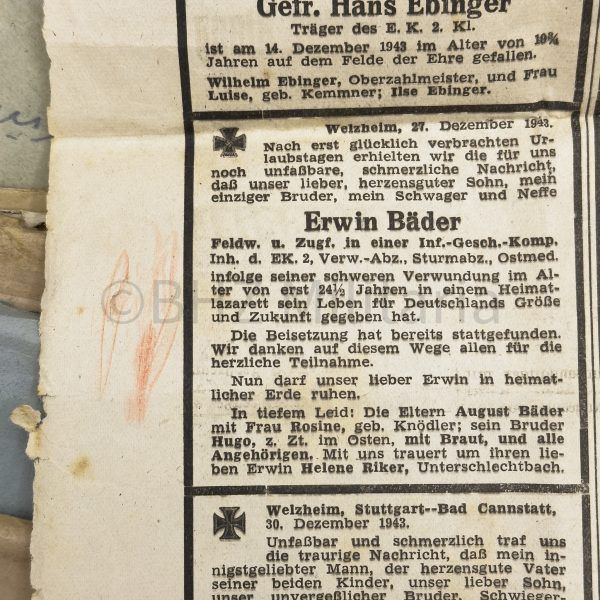 Gefr. Hans Ebinger
Träger des E. K. 2. Kl.
ist am 14. Dezember 1943 im Alter von
Jahren auf dem Felde der Ehre gefallen.
Wilhelm Ebinger, Oberzahlmeister, und Frau
Luise, geb. Kemmner; Ilse Ebinger.
Welzheim, 27. Dezember 1943.
Nach erst glücklich verbrachten Ur-
laubstagen erhielten wir die für uns
noch unfaßbare, schmerzliche Nachricht,
daß unser lieber, herzensguter Sohn, mein
einziger Bruder, mein Schwager und Neffe
Erwin Bäder
Feldw. u. Zugf. in einer Inf.-Gesch.-Komp.
Inh. d. EK. 2, Verw.-Abz., Sturmabz., Ostmed.
infolge seiner schweren Verwundung im Al-
ter von erst 24½ Jahren in einem Heimat-
lazarett sein Leben für Deutschlands Größe
und Zukunft gegeben hat.
Die Beisetzung hat bereits stattgefunden.
Wir danken auf diesem Wege allen für die
herzliche Teilnahme.
Nun darf unser lieber Erwin in heimat-
licher Erde ruhen.
In tiefem Leid: Die Eltern August Bäder
mit Frau Rosine, geb. Knödler; sein Bruder
Hugo, z. Zt. im Osten, mit Braut, und alle
Angehörigen. Mit uns trauert um ihren lie-
ben Erwin Helene Riker, Unterschlechtbach.
Welzheim, Stuttgart--Bad Cannstatt,
30. Dezember 1943.
Unfaßbar und schmerzlich traf uns
die traurige Nachricht, daß mein in-
nigstgeliebter Mann, der herzensgute Vater
seiner beiden Kinder, unser lieber Sohn,
unser unvergeßlicher Bruder, Schwieger-